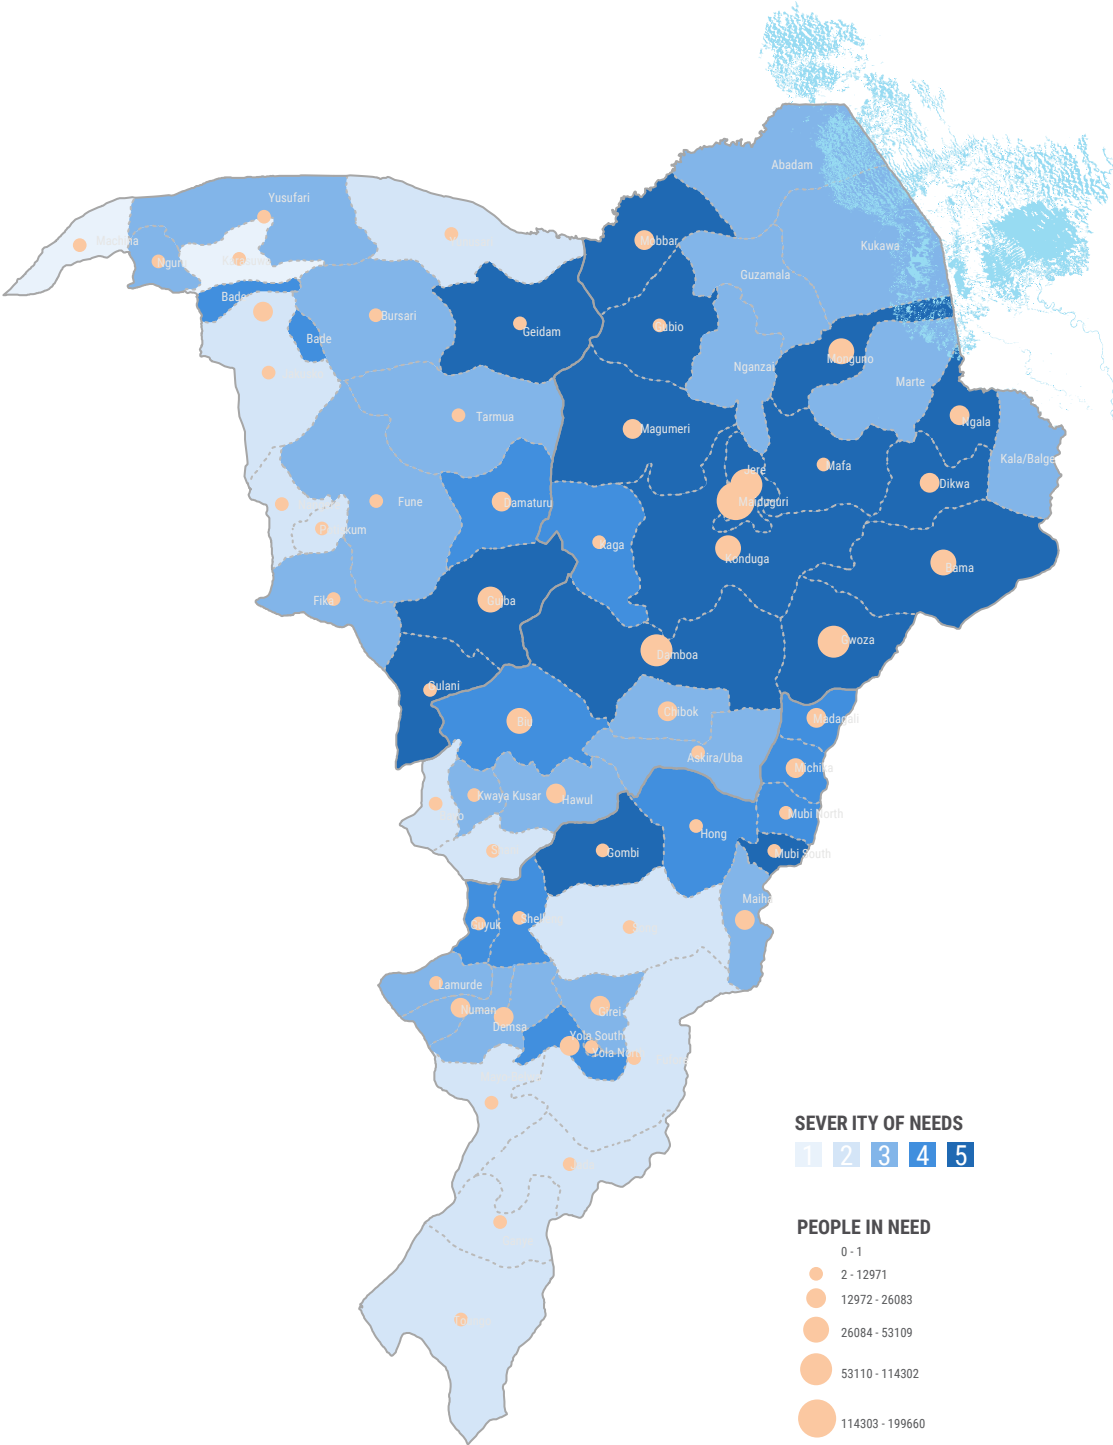 Abadam
Yusufari
Machina
Mobbar
Kukawa
Nguru
Guzamala
Bade
Bursari
Gubio
Geidam
Bade
Monguno
Nganzai
Marte
Tarmua
Magumeri
Ngala
Jere
Mafa
Kala/Balge
Dikwa
Fune
Damaturu
Maiduguri
Potiskum
Kaga
Konduga
Bama
Fika
Gujba
Gwoza
Damboa
Gulani
Chibok
Madagali
Biu
Askira/Uba
Michika
Kwaya Kusar
Hawul
Mubi North
Hong
Gombi
Mubi South
Maiha
Guyuk
Shelleng
Lamurde
Numan
Girei
Demsa
Yola South
Yola North
Toungo
SEVER ITY OF NEEDS
1 2 3 4 5
PEOPLE IN NEED
0 - 1
2 - 12971
12972 - 26083
26084 - 53109
53110 - 114302
114303 - 199660